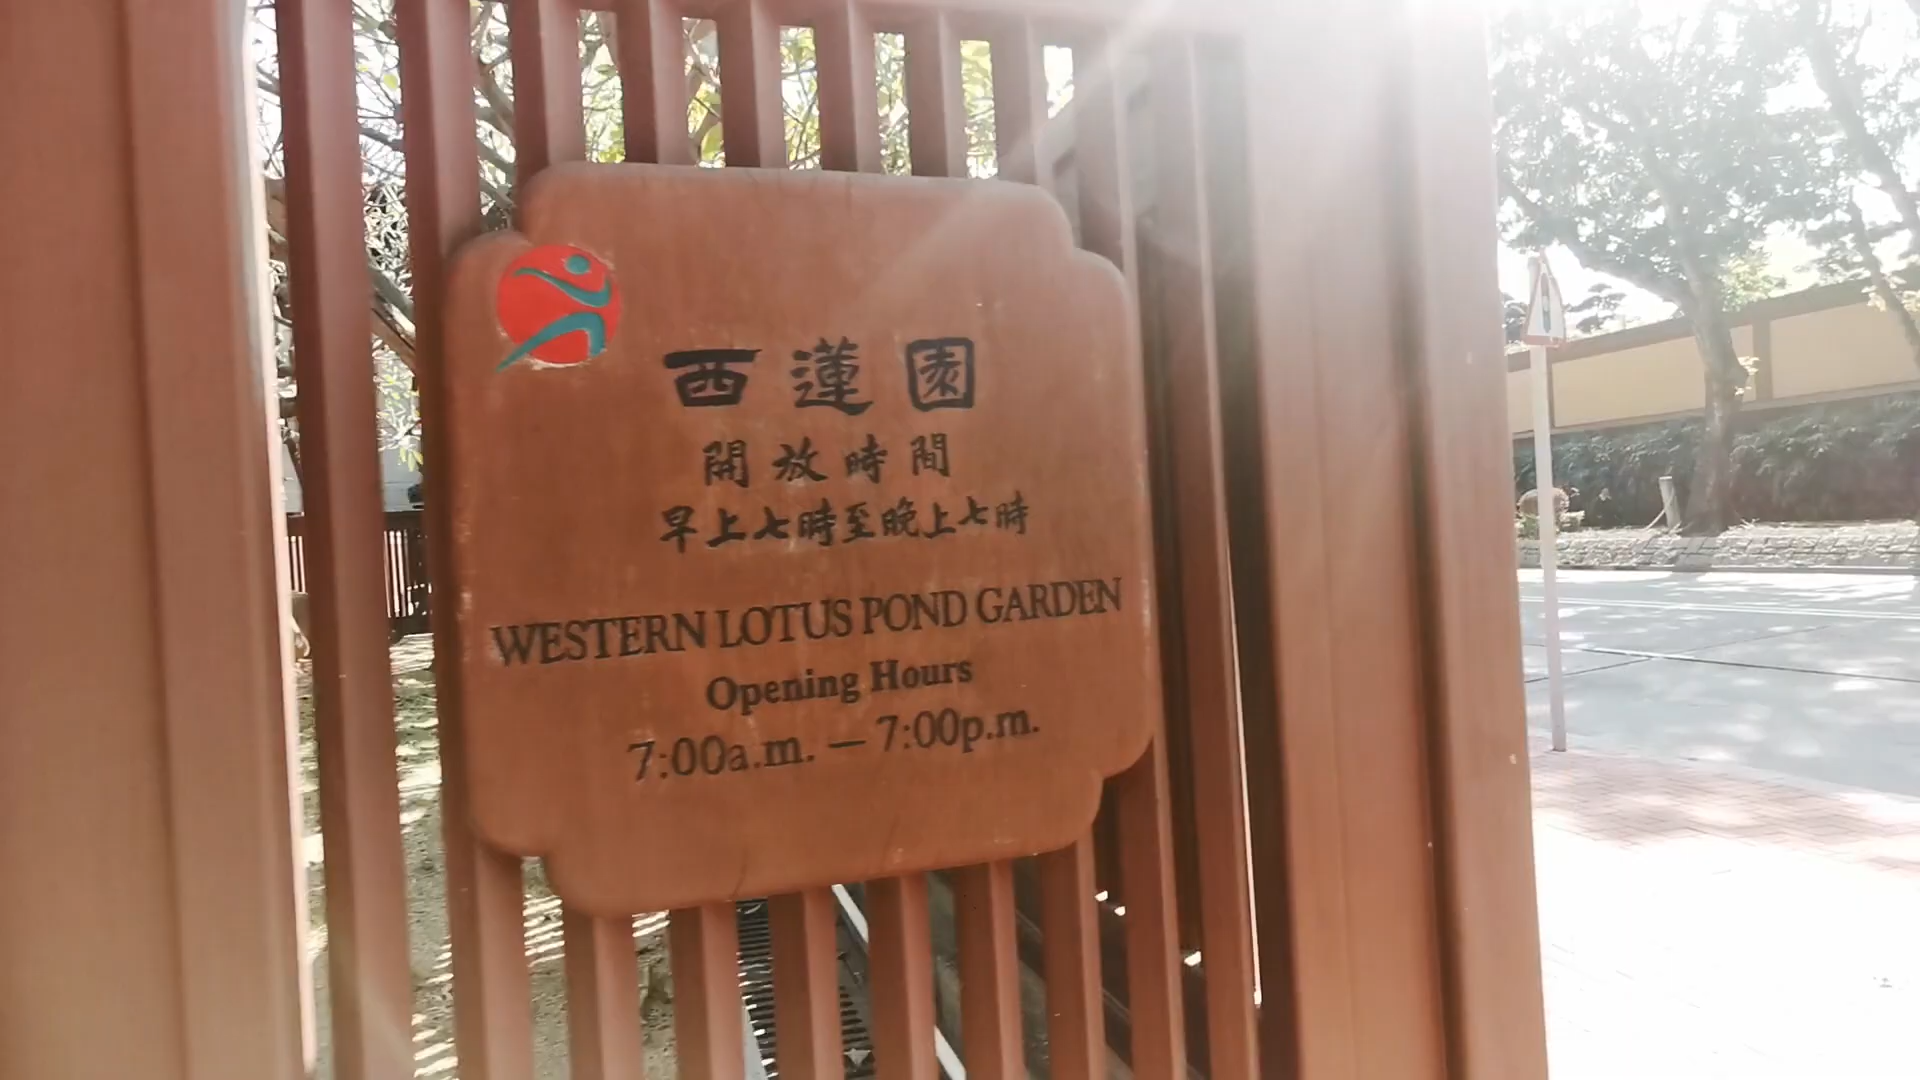 西蓮園
開放時間
早上七時至晚上七時
WESTERN LOTUS POND GARDEN
Opening Hours
7:00a.m. — 7:00p.m.